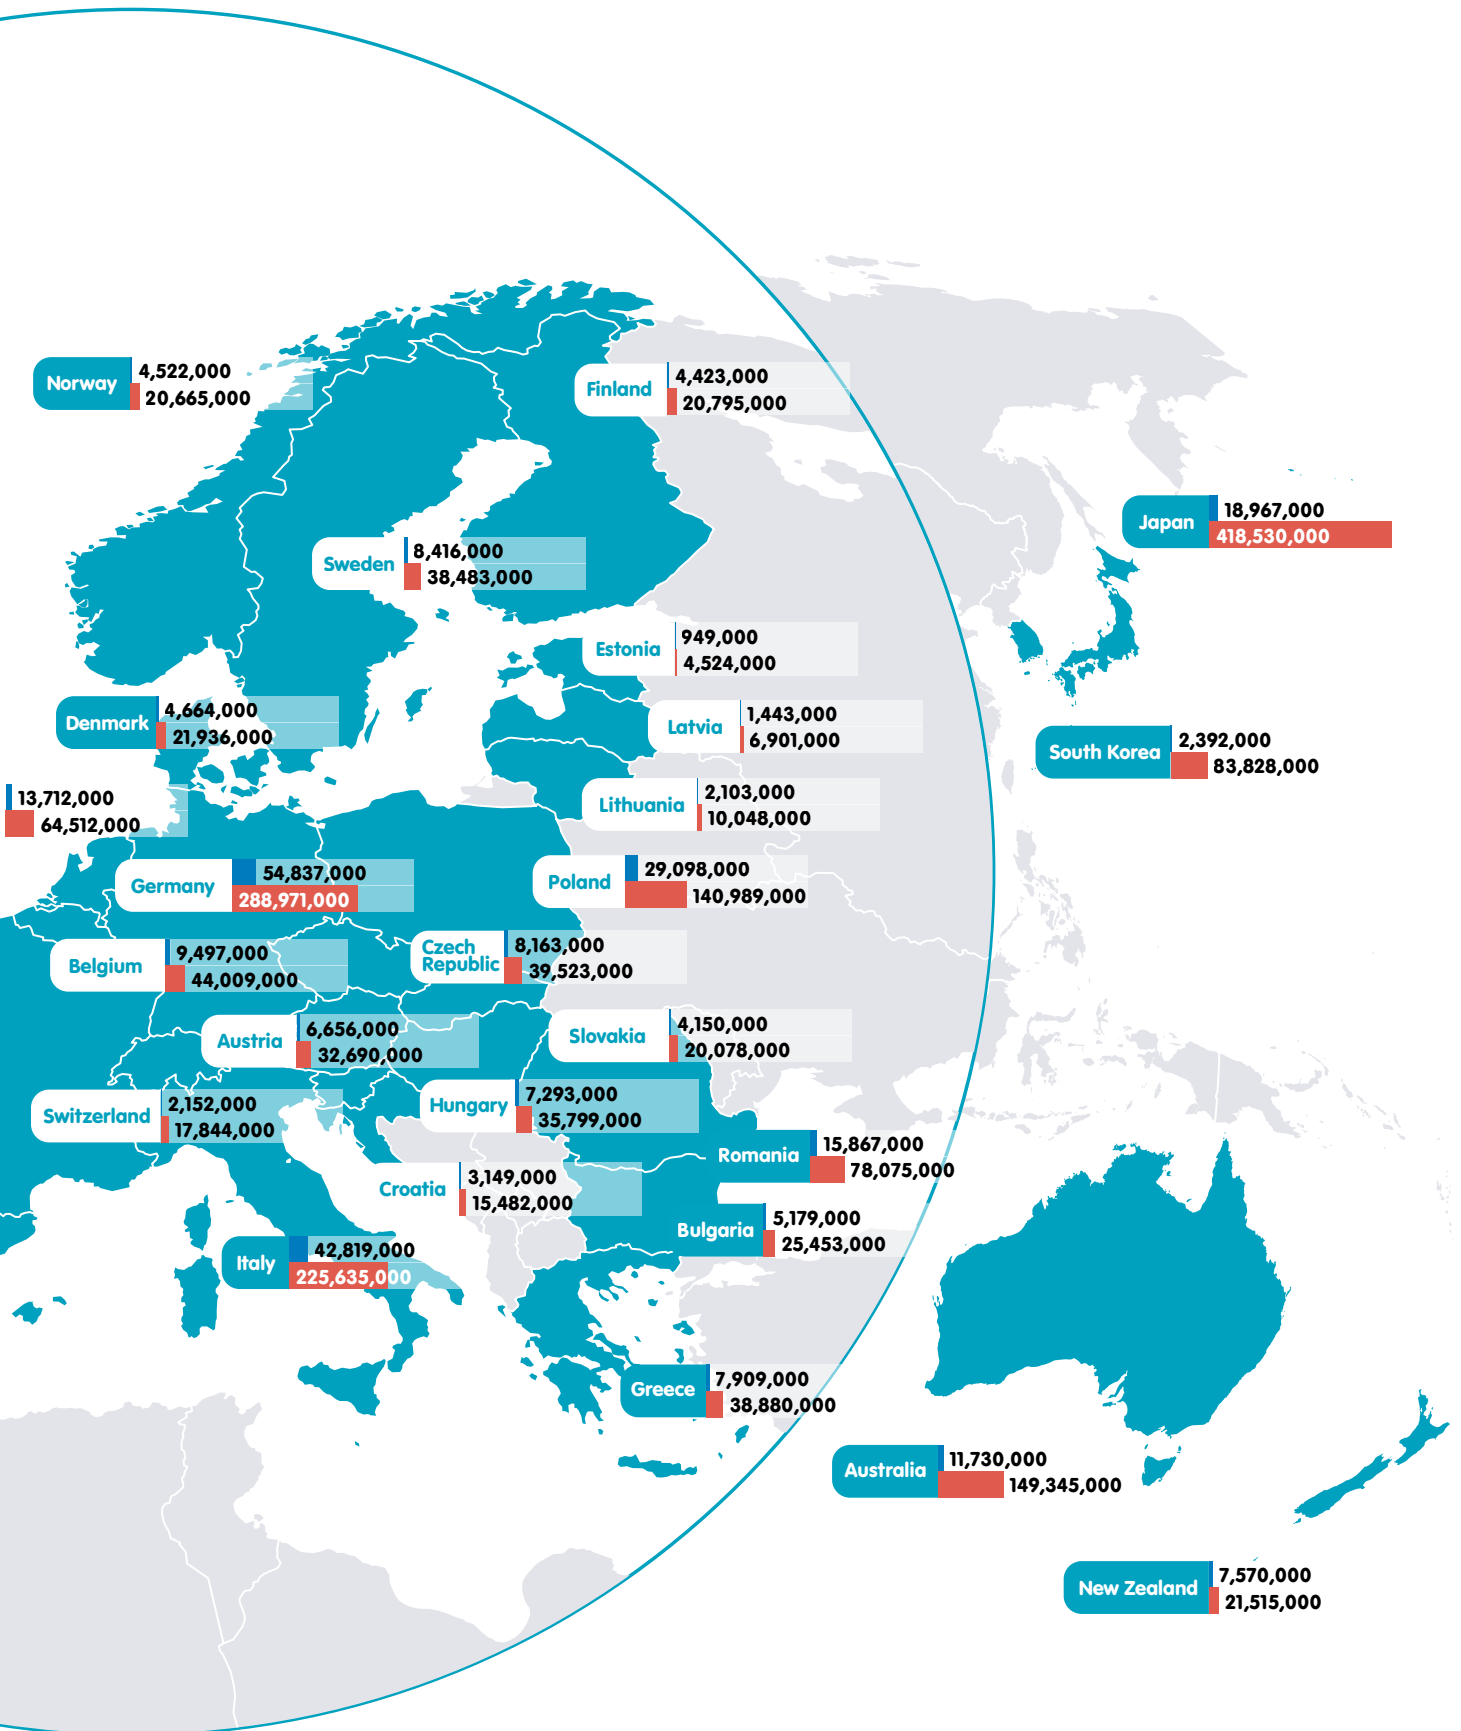 Norway
4,522,000
20,665,000
Finland
4,423,000
20,795,000
Japan
18,967,000
418,530,000
Sweden
8,416,000
38,483,000
Estonia
949,000
4,524,000
Denmark
4,664,000
21,936,000
Latvia
1,443,000
6,901,000
South Korea
2,392,000
83,828,000
13,712,000
64,512,000
Lithuania
2,103,000
10,048,000
Germany
54,837,000
288,971,000
Poland
29,098,000
140,989,000
Belgium
9,497,000
44,009,000
Czech
Republic
8,163,000
39,523,000
Austria
6,656,000
32,690,000
Slovakia
4,150,000
20,078,000
Switzerland
2,152,000
17,844,000
Hungary
7,293,000
35,799,000
Romania
15,867,000
78,075,000
Croatia
3,149,000
15,482,000
Bulgaria
5,179,000
25,453,000
Italy
42,819,000
225,635,000
Greece
7,909,000
38,880,000
Australia
11,730,000
149,345,000
New Zealand
7,570,000
21,515,000